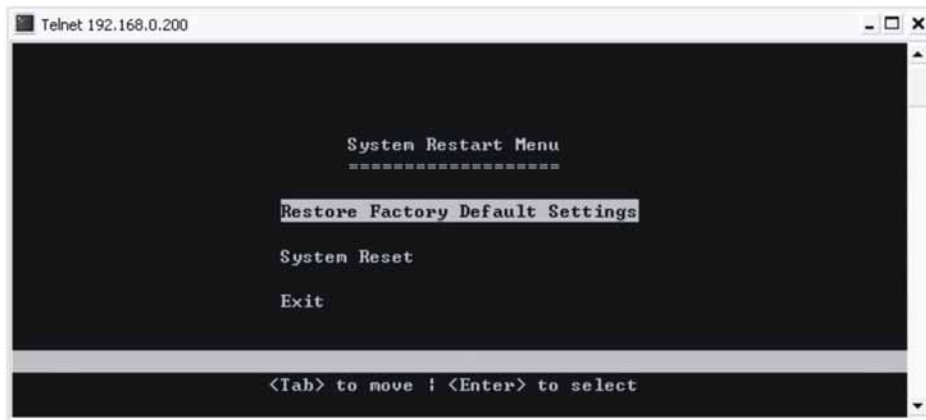 Telnet 192.168.0.200
System Restart Menu
===================
Restore Factory Default Settings
System Reset
Exit
<Tab> to move ¦ <Enter> to select